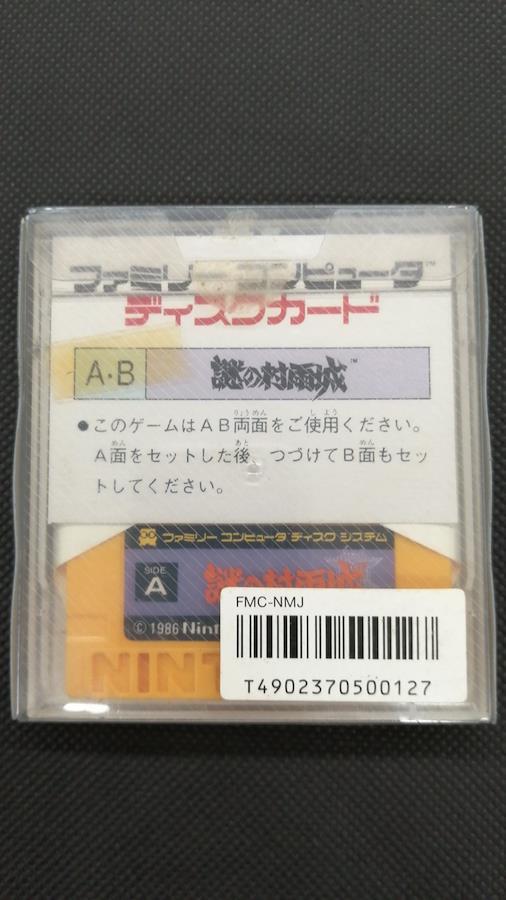 ファミリー コンピュータ™
ディスクカード
A・B 謎の村雨城™
●このゲームはAB両面をご使用ください。
A面をセットした後、つづけてB面もセッ
トしてください。
ファミリー コンピュータ ディスク システム
SIDE
A
謎の村雨城
© 1986 Nint
NINT
FMC-NMJ
T4902370500127